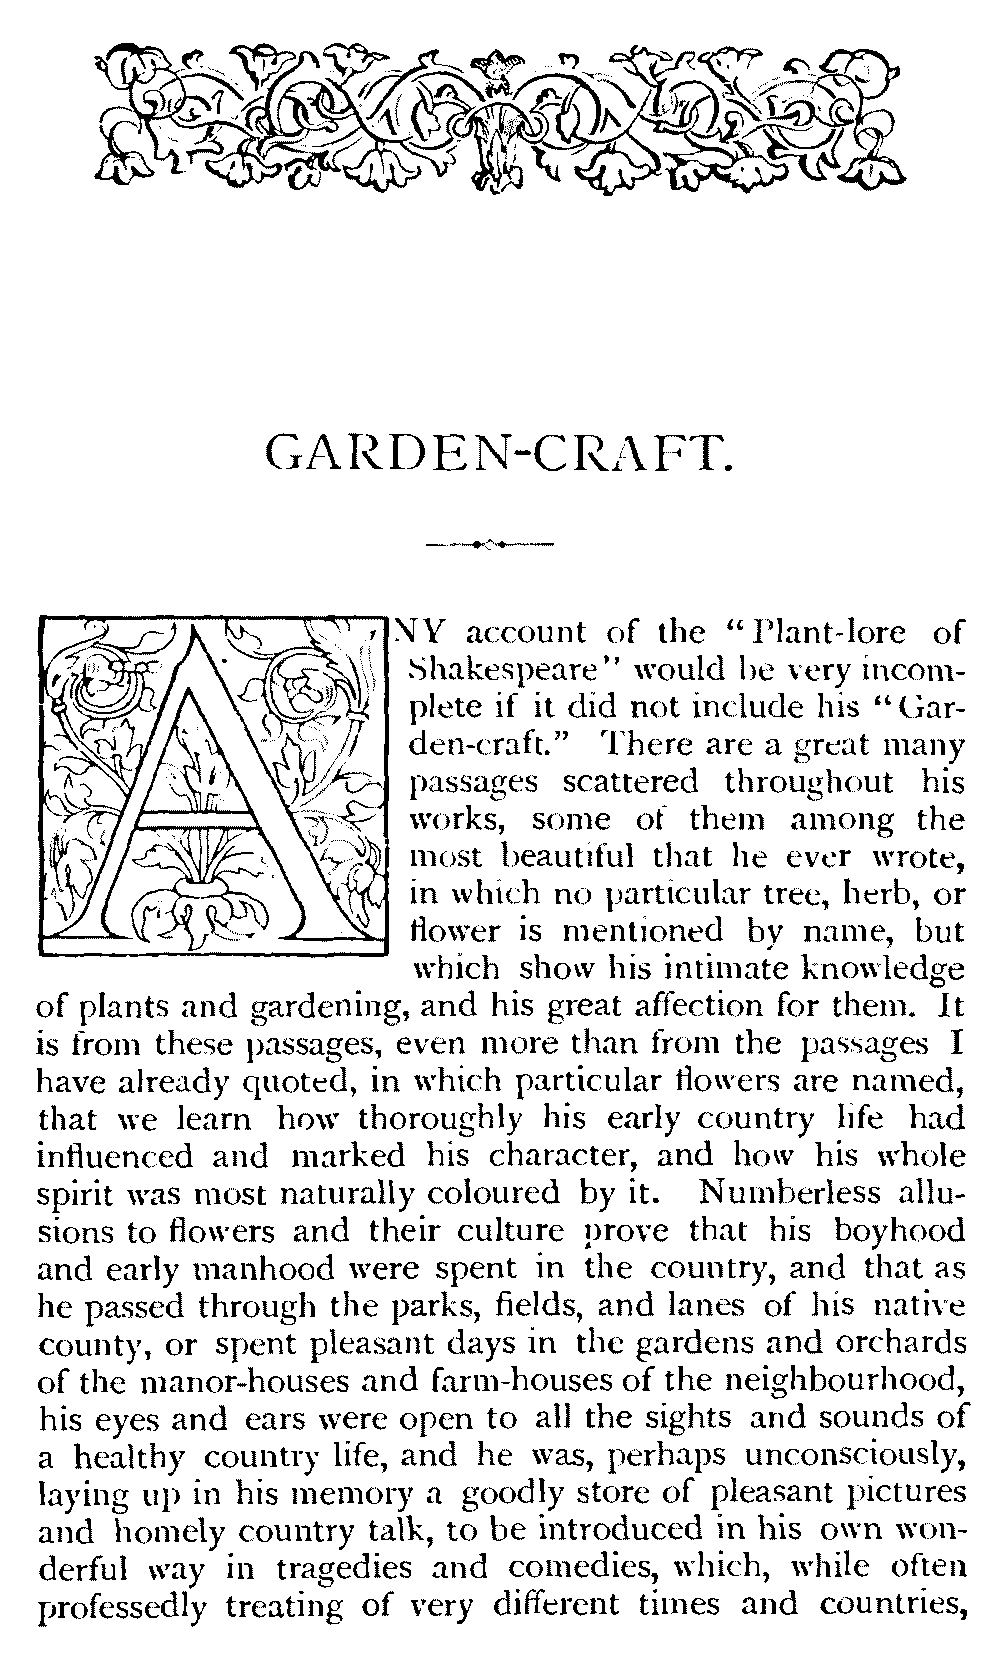 GARDEN-CRAFT.
ANY account of the “Plant-lore of
Shakespeare” would be very incom-
plete if it did not include his “Gar-
den-craft.” There are a great many
passages scattered throughout his
works, some of them among the
most beautiful that he ever wrote,
in which no particular tree, herb, or
flower is mentioned by name, but
which show his intimate knowledge
of plants and gardening, and his great affection for them. It
is from these passages, even more than from the passages I
have already quoted, in which particular flowers are named,
that we learn how thoroughly his early country life had
influenced and marked his character, and how his whole
spirit was most naturally coloured by it. Numberless allu-
sions to flowers and their culture prove that his boyhood
and early manhood were spent in the country, and that as
he passed through the parks, fields, and lanes of his native
county, or spent pleasant days in the gardens and orchards
of the manor-houses and farm-houses of the neighbourhood,
his eyes and ears were open to all the sights and sounds of
a healthy country life, and he was, perhaps unconsciously,
laying up in his memory a goodly store of pleasant pictures
and homely country talk, to be introduced in his own won-
derful way in tragedies and comedies, which, while often
professedly treating of very different times and countries,